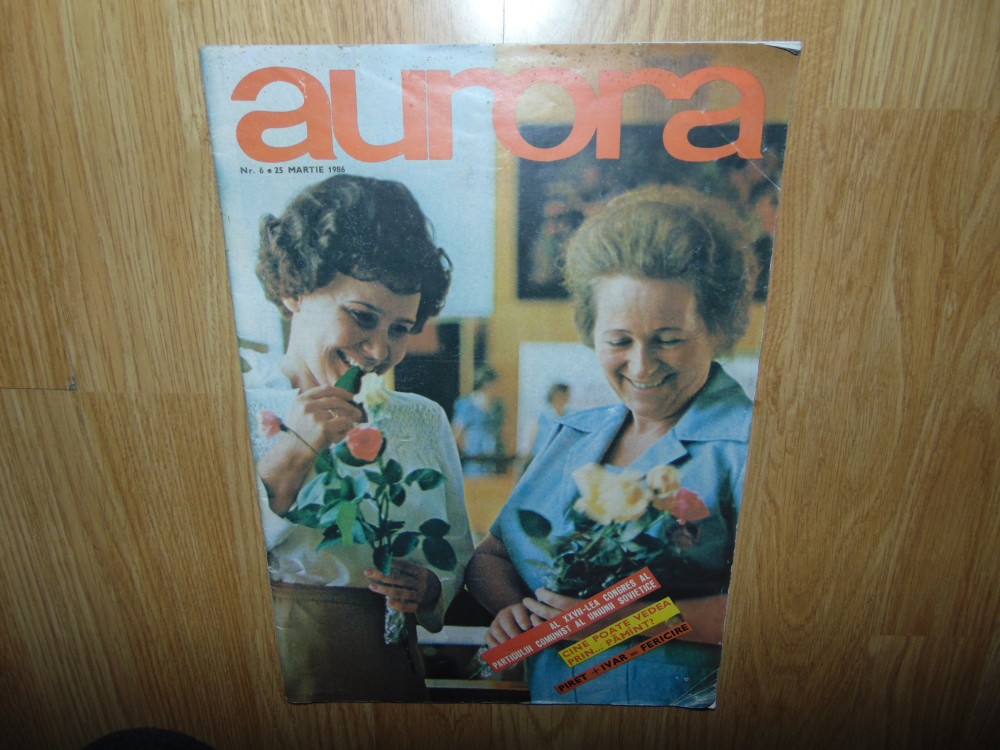 aurora
Nr. 6 • 25 MARTIE 1986
AL XXVII-LEA CONGRES AL
PARTIDULUI COMUNIST AL UNIUNII SOVIETICE
CINE POATE VEDEA
PRIN... PĂMÎNT?
PIRET + IVAR = FERICIRE